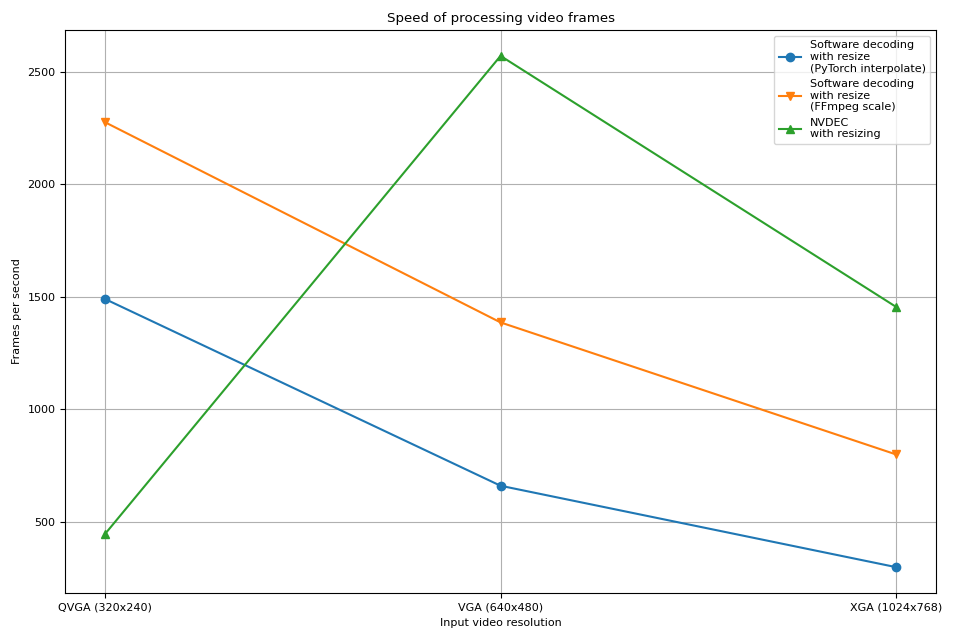 Speed of processing video frames
Software decoding
with resize
(PyTorch interpolate)
Software decoding
with resize
(FFmpeg scale)
NVDEC
with resizing
Frames per second
2500
2000
1500
1000
500
QVGA (320x240)
VGA (640x480)
XGA (1024x768)
Input video resolution